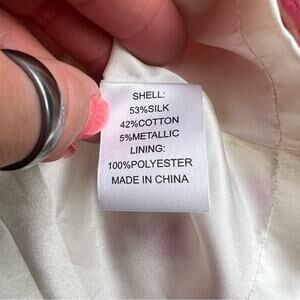 SHELL:
53%SILK
42%COTTON
5%METALLIC
LINING:
100%POLYESTER
MADE IN CHINA